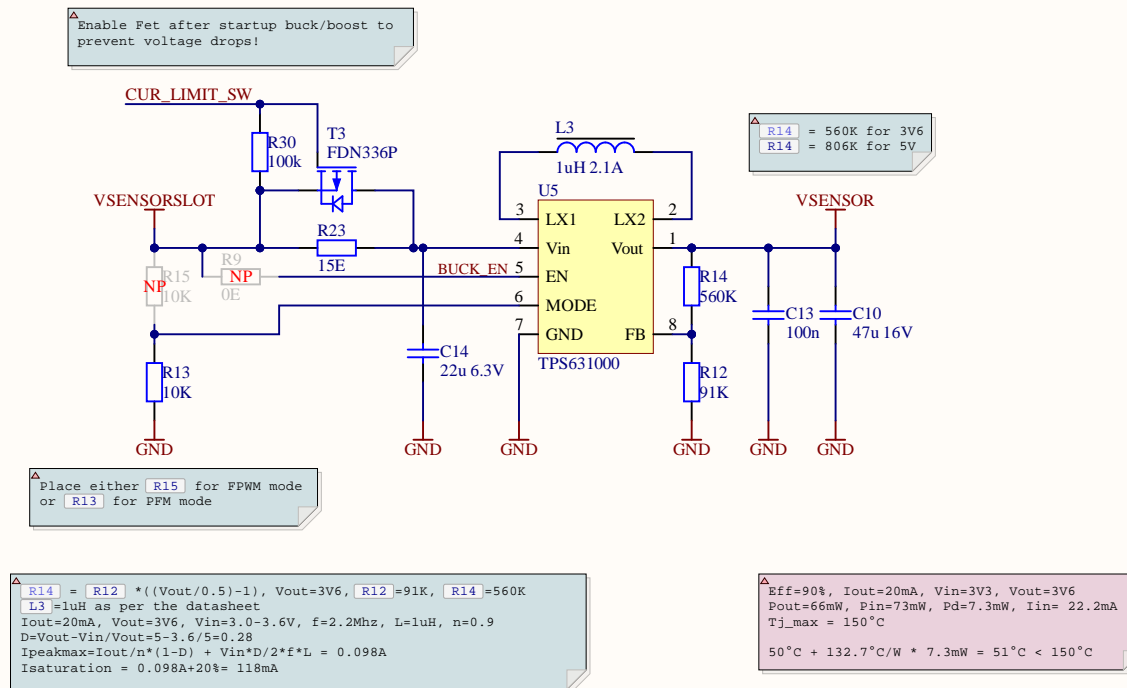 Enable Fet after startup buck/boost to
prevent voltage drops!
CUR_LIMIT_SW
R30
100k
T3
FDN336P
L3
1uH 2.1A
R14 = 560K for 3V6
R14 = 806K for 5V
VSENSORSLOT
VSENSOR
U5
3 LX1 LX2 2
4 Vin Vout 1
5 EN
6 MODE
7 GND FB 8
TPS631000
R23
15E
R9
NP
0E
BUCK_EN
R15
NP
10K
R13
10K
C14
22u 6.3V
R14
560K
R12
91K
C13
100n
C10
47u 16V
GND
GND
GND
GND
GND
GND
Place either R15 for FPWM mode
or R13 for PFM mode
R14 = R12 *((Vout/0.5)-1), Vout=3V6, R12=91K, R14=560K
L3=1uH as per the datasheet
Iout=20mA, Vout=3V6, Vin=3.0-3.6V, f=2.2Mhz, L=1uH, n=0.9
D=Vout-Vin/Vout=5-3.6/5=0.28
Ipeakmax=Iout/n*(1-D) + Vin*D/2*f*L = 0.098A
Isaturation = 0.098A+20%= 118mA
Eff=90%, Iout=20mA, Vin=3V3, Vout=3V6
Pout=66mW, Pin=73mW, Pd=7.3mW, Iin= 22.2mA
Tj_max = 150°C
50°C + 132.7°C/W * 7.3mW = 51°C < 150°C